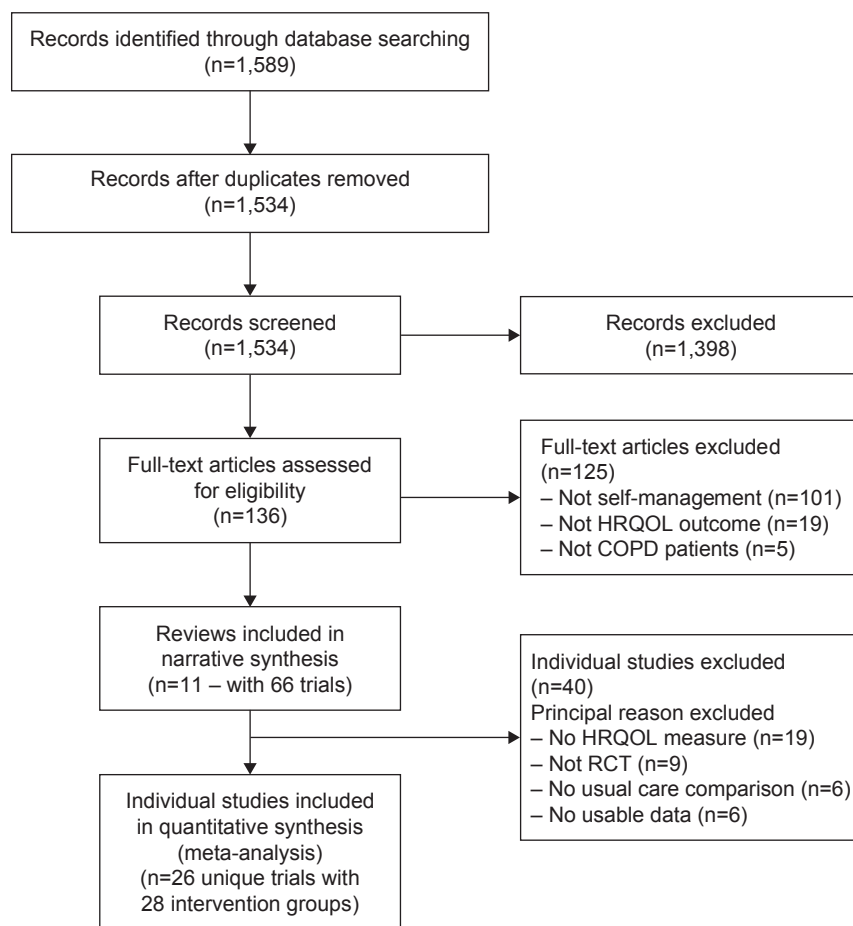 Records identified through database searching
(n=1,589)
Records after duplicates removed
(n=1,534)
Records screened
(n=1,534)
Records excluded
(n=1,398)
Full-text articles assessed
for eligibility
(n=136)
Full-text articles excluded
(n=125)
– Not self-management (n=101)
– Not HRQOL outcome (n=19)
– Not COPD patients (n=5)
Reviews included in
narrative synthesis
(n=11 – with 66 trials)
Individual studies excluded
(n=40)
Principal reason excluded
– No HRQOL measure (n=19)
– Not RCT (n=9)
– No usual care comparison (n=6)
– No usable data (n=6)
Individual studies included
in quantitative synthesis
(meta-analysis)
(n=26 unique trials with
28 intervention groups)